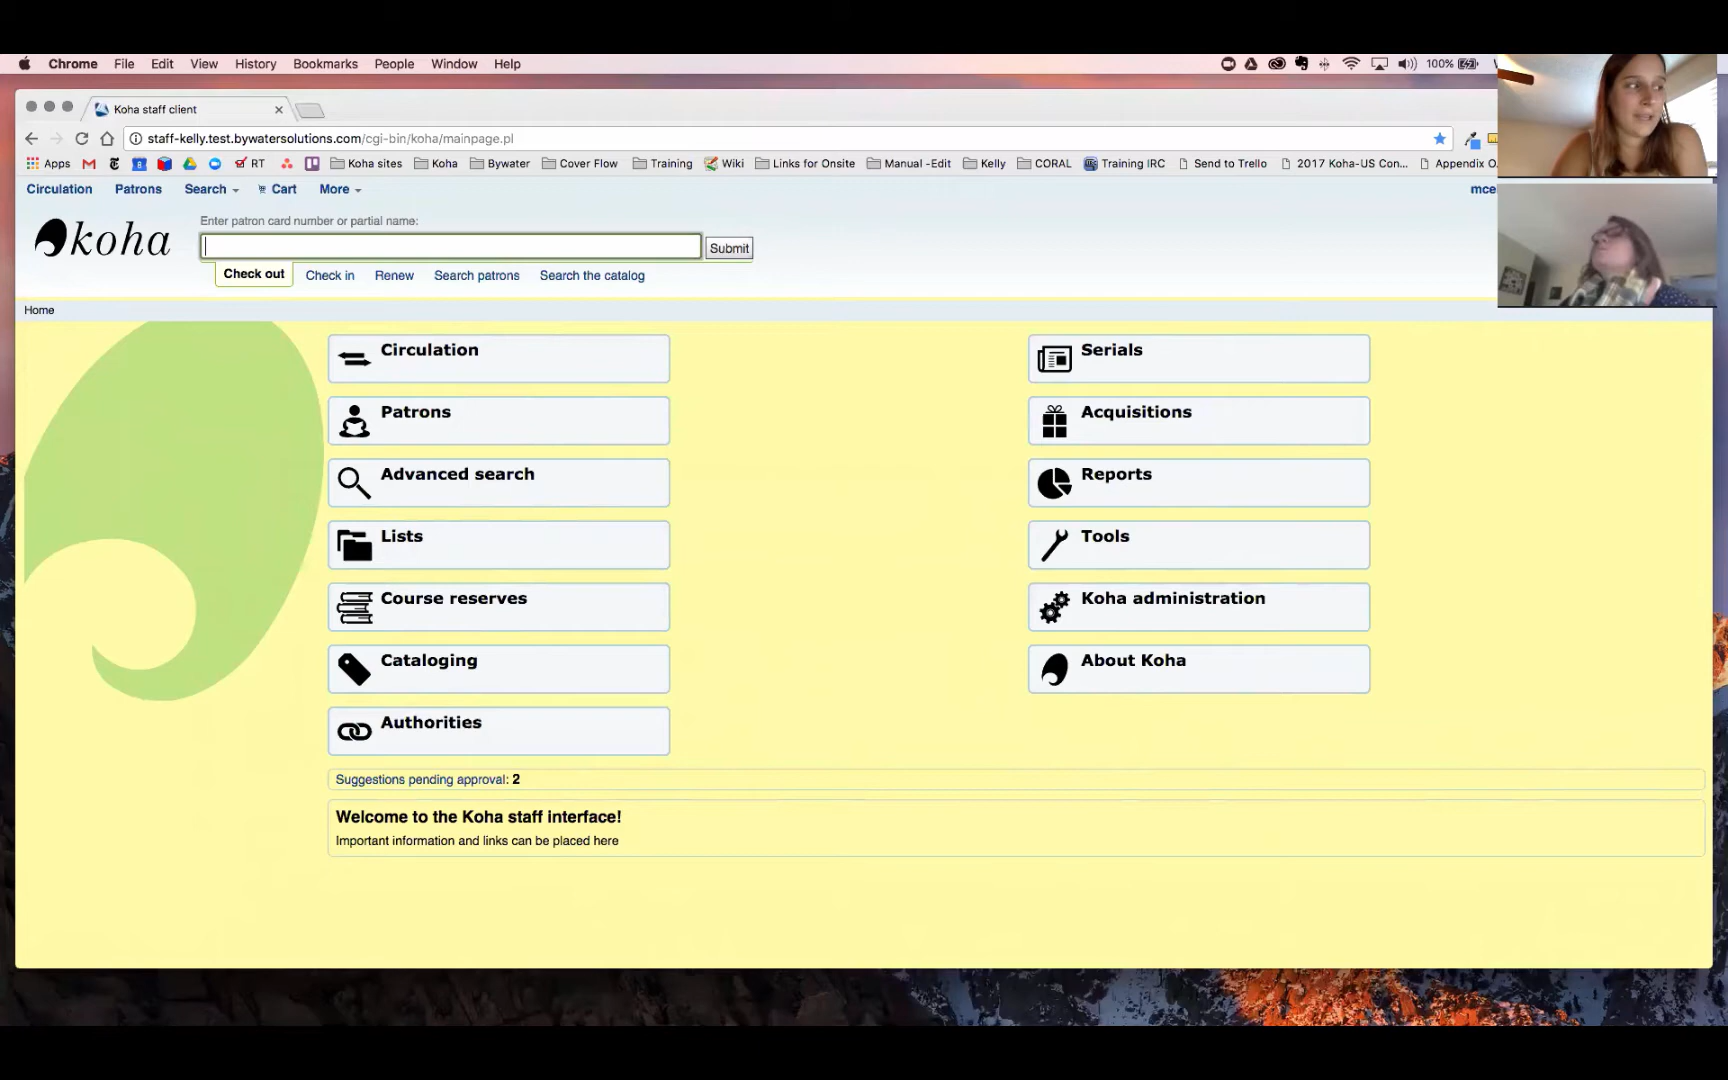 Chrome File Edit View History Bookmarks People Window Help 100%
Koha staff client
staff-kelly.test.bywatersolutions.com/cgi-bin/koha/mainpage.pl
Apps RT Koha sites Koha Bywater Cover Flow Training Wiki Links for Onsite Manual -Edit Kelly CORAL Training IRC Send to Trello 2017 Koha-US Con... Appendix
Circulation Patrons Search Cart More mce
Enter patron card number or partial name:
koha
Submit
Check out Check in Renew Search patrons Search the catalog
Home
Circulation
Serials
Patrons
Acquisitions
Advanced search
Reports
Lists
Tools
Course reserves
Koha administration
Cataloging
About Koha
Authorities
Suggestions pending approval: 2
Welcome to the Koha staff interface!
Important information and links can be placed here